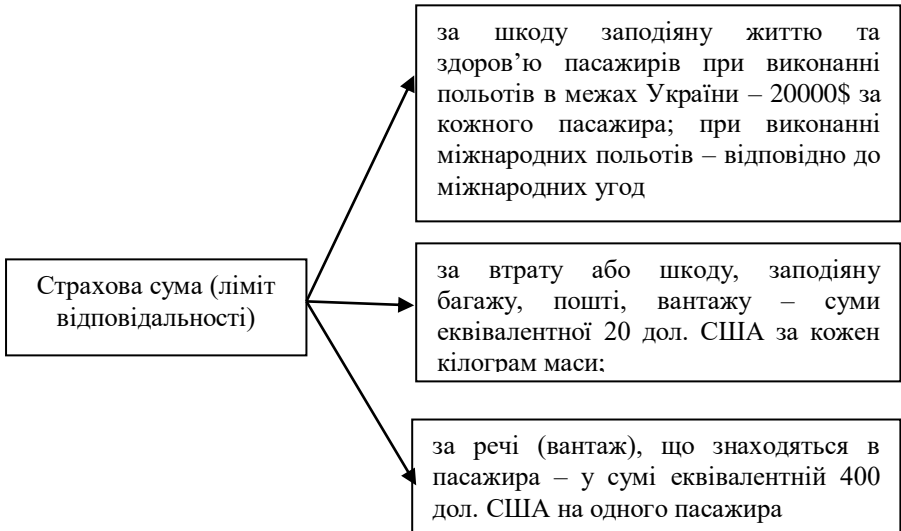 за шкоду заподіяну життю та
здоров’ю пасажирів при виконанні
польотів в межах України – 20000$ за
кожного пасажира; при виконанні
міжнародних польотів – відповідно до
міжнародних угод
Страхова сума (ліміт
відповідальності)
за втрату або шкоду, заподіяну
багажу, пошті, вантажу – суми
еквівалентної 20 дол. США за кожен
кілограм маси;
за речі (вантаж), що знаходяться в
пасажира – у сумі еквівалентній 400
дол. США на одного пасажира